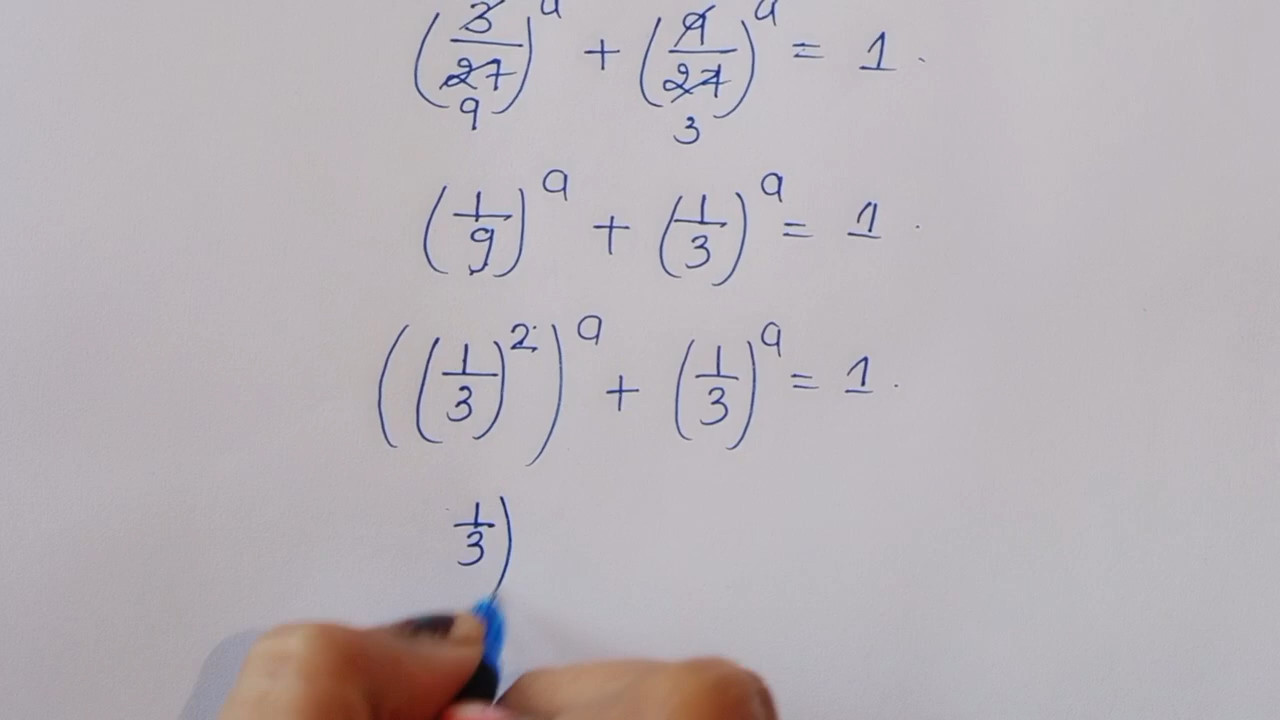 (3/27)^a + (9/27)^a = 1.
9 3
(1/9)^a + (1/3)^a = 1.
((1/3)^2)^a + (1/3)^a = 1.
1/3)